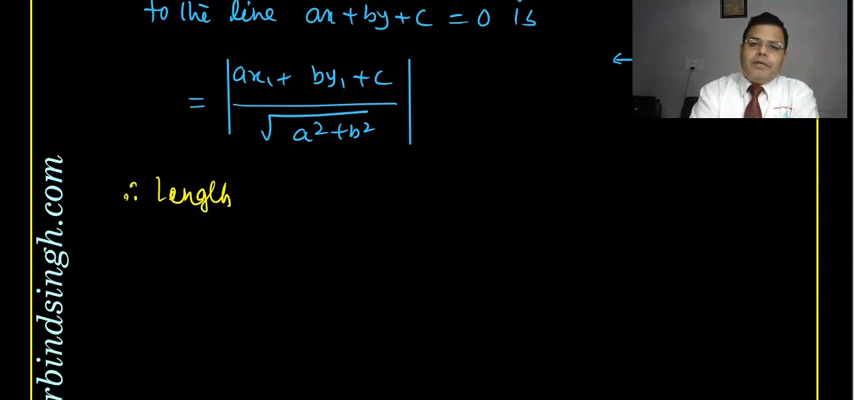 to the line ax + by + c = 0 is
= |ax₁ + by₁ + c / √a² + b²|
∴ Length
rbindsingh.com